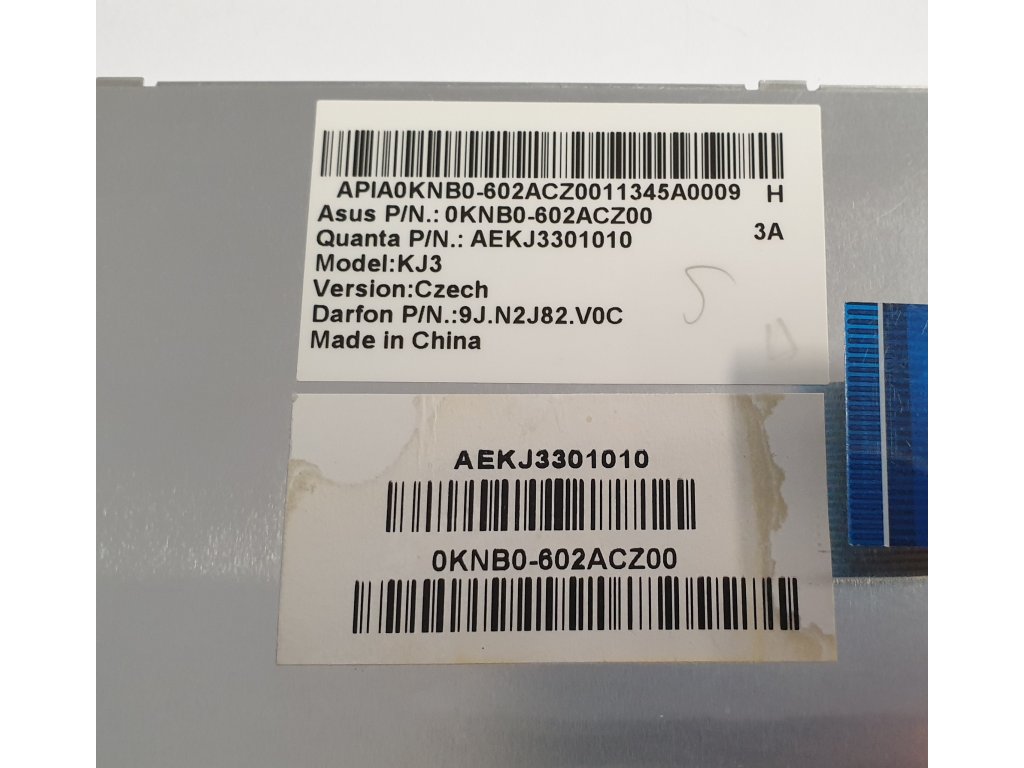 APIA0KNB0-602ACZ0011345A0009 H
Asus P/N.: 0KNB0-602ACZ00
3A
Quanta P/N.: AEKJ3301010
Model:KJ3
Version:Czech
Darfon P/N.:9J.N2J82.V0C
Made in China
AEKJ3301010
0KNB0-602ACZ00